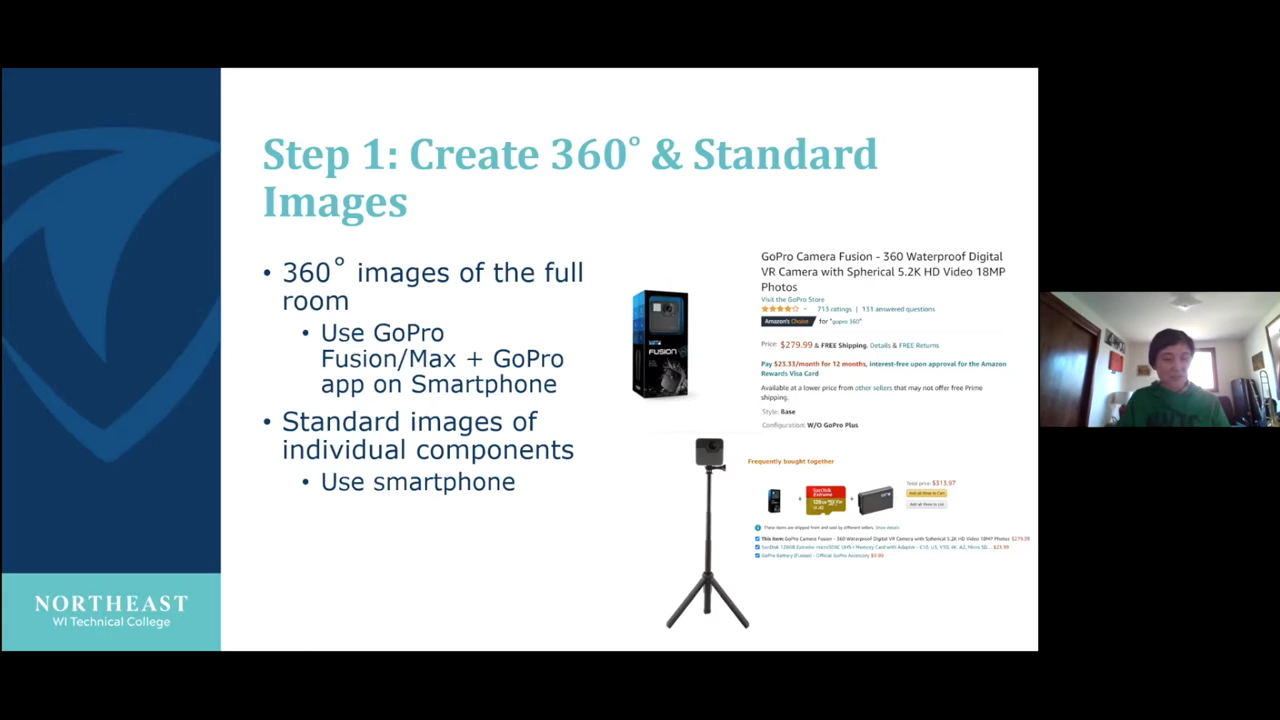 Step 1: Create 360° & Standard
Images
• 360° images of the full
room
• Use GoPro
Fusion/Max + GoPro
app on Smartphone
• Standard images of
individual components
• Use smartphone
FUSION
GoPro Camera Fusion - 360 Waterproof Digital
VR Camera with Spherical 5.2K HD Video 18MP
Photos
Visit the GoPro Store
713 ratings | 131 answered questions
Amazon's Choice for "gopro 360"
Price: $279.99 & FREE Shipping. Details & FREE Returns
Pay $23.33/month for 12 months, interest-free upon approval for the Amazon
Rewards Visa Card
Available at a lower price from other sellers that may not offer free Prime
shipping.
Style: Base
Configuration: W/O GoPro Plus
Frequently bought together
SanDisk
Extreme
Total price: $313.97
Add all three to Cart
Add all three to List
These items are shipped from and sold by different sellers. Show details
This item: GoPro Camera Fusion - 360 Waterproof Digital VR Camera with Spherical 5.2K HD Video 18MP Photos $279.99
SanDisk 128GB Extreme microSDXC UHS-I Memory Card with Adapter - C10, U3, V30, 4K, A2, Micro SD... $23.99
GoPro Battery (Fusion) - Official GoPro Accessory $9.99
NORTHEAST
WI Technical College